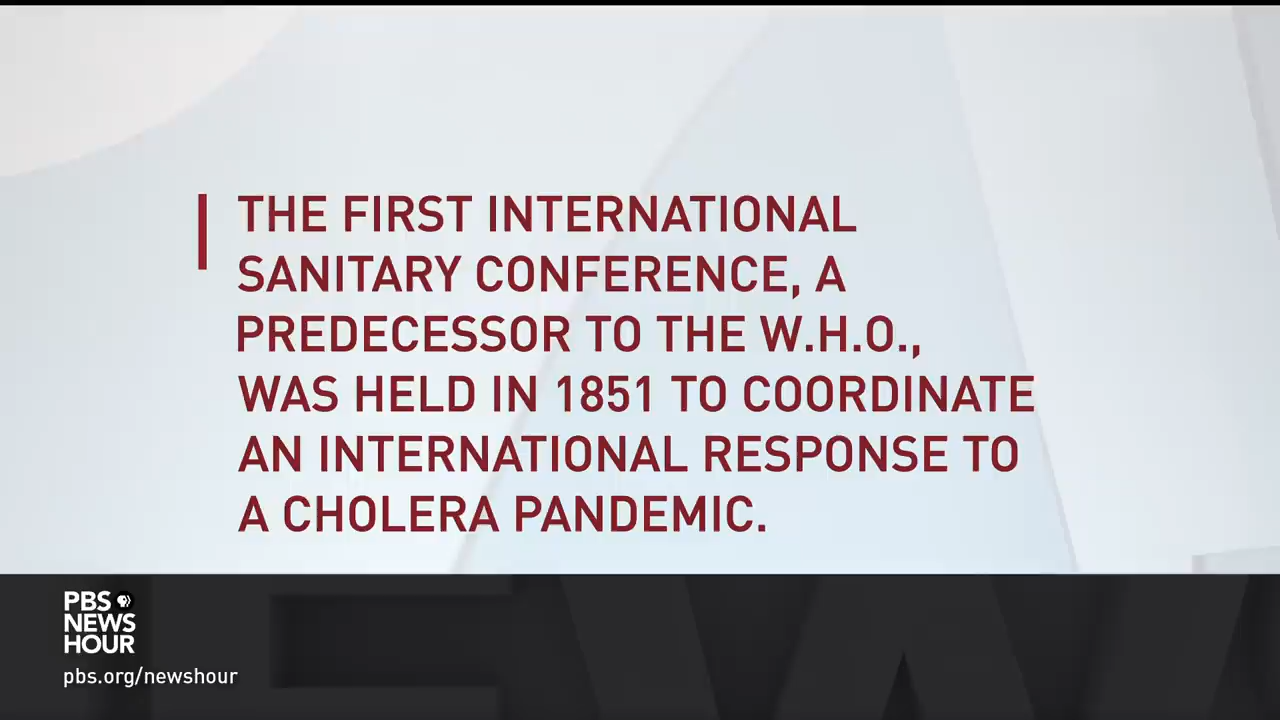 THE FIRST INTERNATIONAL
SANITARY CONFERENCE, A
PREDECESSOR TO THE W.H.O.,
WAS HELD IN 1851 TO COORDINATE
AN INTERNATIONAL RESPONSE TO
A CHOLERA PANDEMIC.
PBS
NEWS
HOUR
pbs.org/newshour